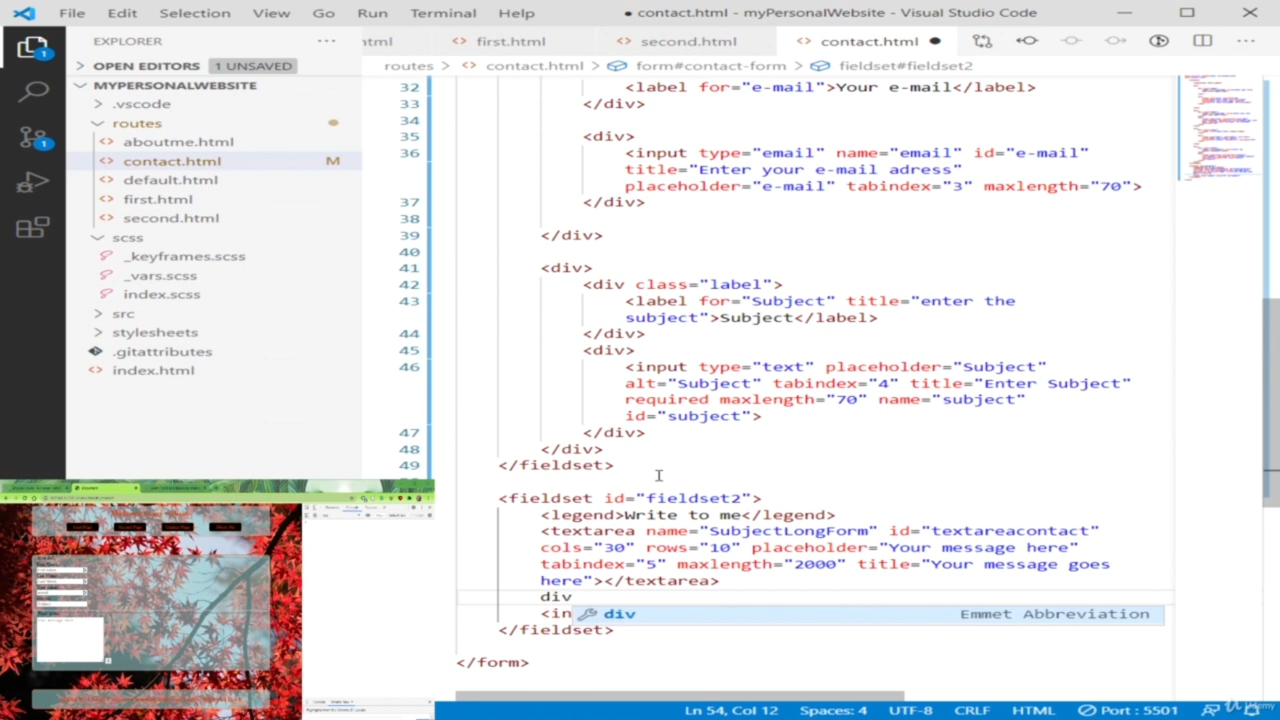 File Edit Selection View Go Run Terminal Help
● contact.html - myPersonalWebsite - Visual Studio Code
EXPLORER
···
html
first.html
second.html
contact.html
> OPEN EDITORS 1 UNSAVED
routes > contact.html > form#contact-form > fieldset#fieldset2
MYPERSONALWEBSITE
> .vscode
routes
aboutme.html
contact.html M
default.html
first.html
second.html
scss
_keyframes.scss
_vars.scss
index.scss
> src
> stylesheets
.gitattributes
index.html
32 <label for="e-mail">Your e-mail</label>
33 </div>
34
35 <div>
36 <input type="email" name="email" id="e-mail"
title="Enter your e-mail adress"
placeholder="e-mail" tabindex="3" maxlength="70">
37 </div>
38
39 </div>
40
41 <div>
42 <div class="label">
43 <label for="Subject" title="enter the
subject">Subject</label>
44 </div>
45 <div>
46 <input type="text" placeholder="Subject"
alt="Subject" tabindex="4" title="Enter Subject"
required maxlength="70" name="subject"
id="subject">
47 </div>
48 </div>
49 </fieldset>
<fieldset id="fieldset2">
<legend>Write to me</legend>
<textarea name="SubjectLongForm" id="textareacontact"
cols="30" rows="10" placeholder="Your message here"
tabindex="5" maxlength="2000" title="Your message goes
here"></textarea>
div
<in
div Emmet Abbreviation
</fieldset>
</form>
Ln 54, Col 12 Spaces: 4 UTF-8 CRLF HTML Port : 5501
Udemy